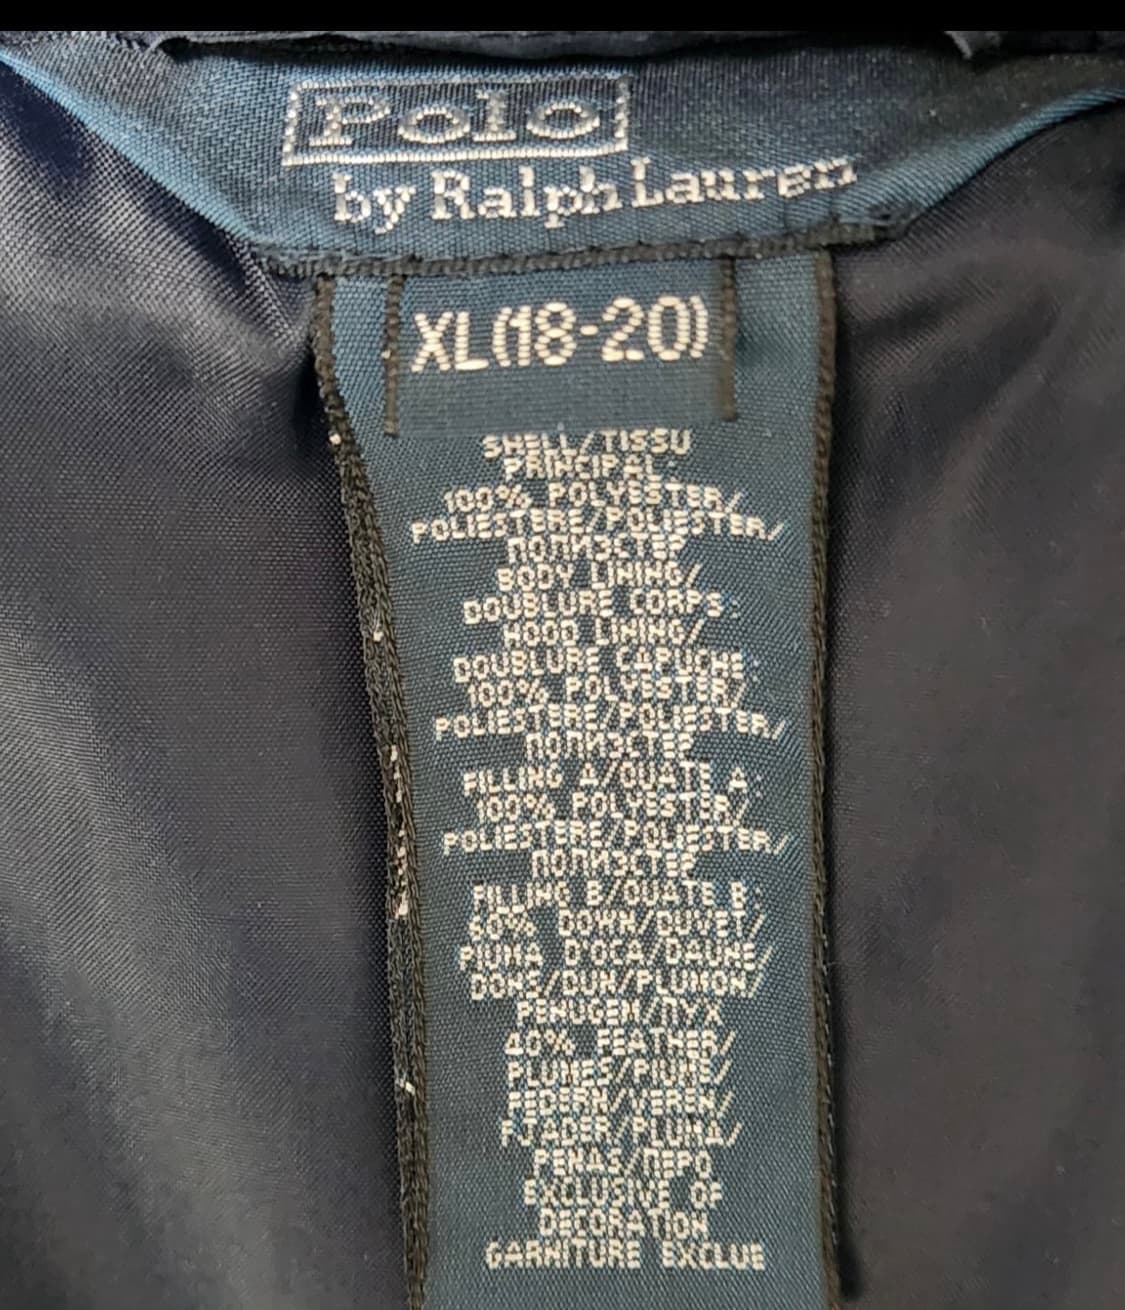 Polo
by Ralph Lauren
XL(18-20)
SHELL/TISSU
PRINCIPAL:
100% POLYESTER/
POLIESTERE/POLIESTER/
ПОЛИЭСТЕР
BODY LINING/
DOUBLURE CORPS:
HOOD LINING/
DOUBLURE CAPUCHE:
100% POLYESTER/
POLIESTERE/POLIESTER/
ПОЛИЭСТЕР
FILLING A/OUATE A:
100% POLYESTER/
POLIESTERE/POLIESTER/
ПОЛИЭСТЕР
FILLING B/OUATE B:
60% DOWN/DUVET/
PIUMA D'OCA/DAUNE/
DONS/DUN/PLUMON/
PENUGEM/ПУХ
40% FEATHER/
PLUMES/PIUME/
FEDERN/VEREN/
FJADER/PLUMA/
PENAS/ПЕРО
EXCLUSIVE OF
DECORATION
GARNITURE EXCLUE